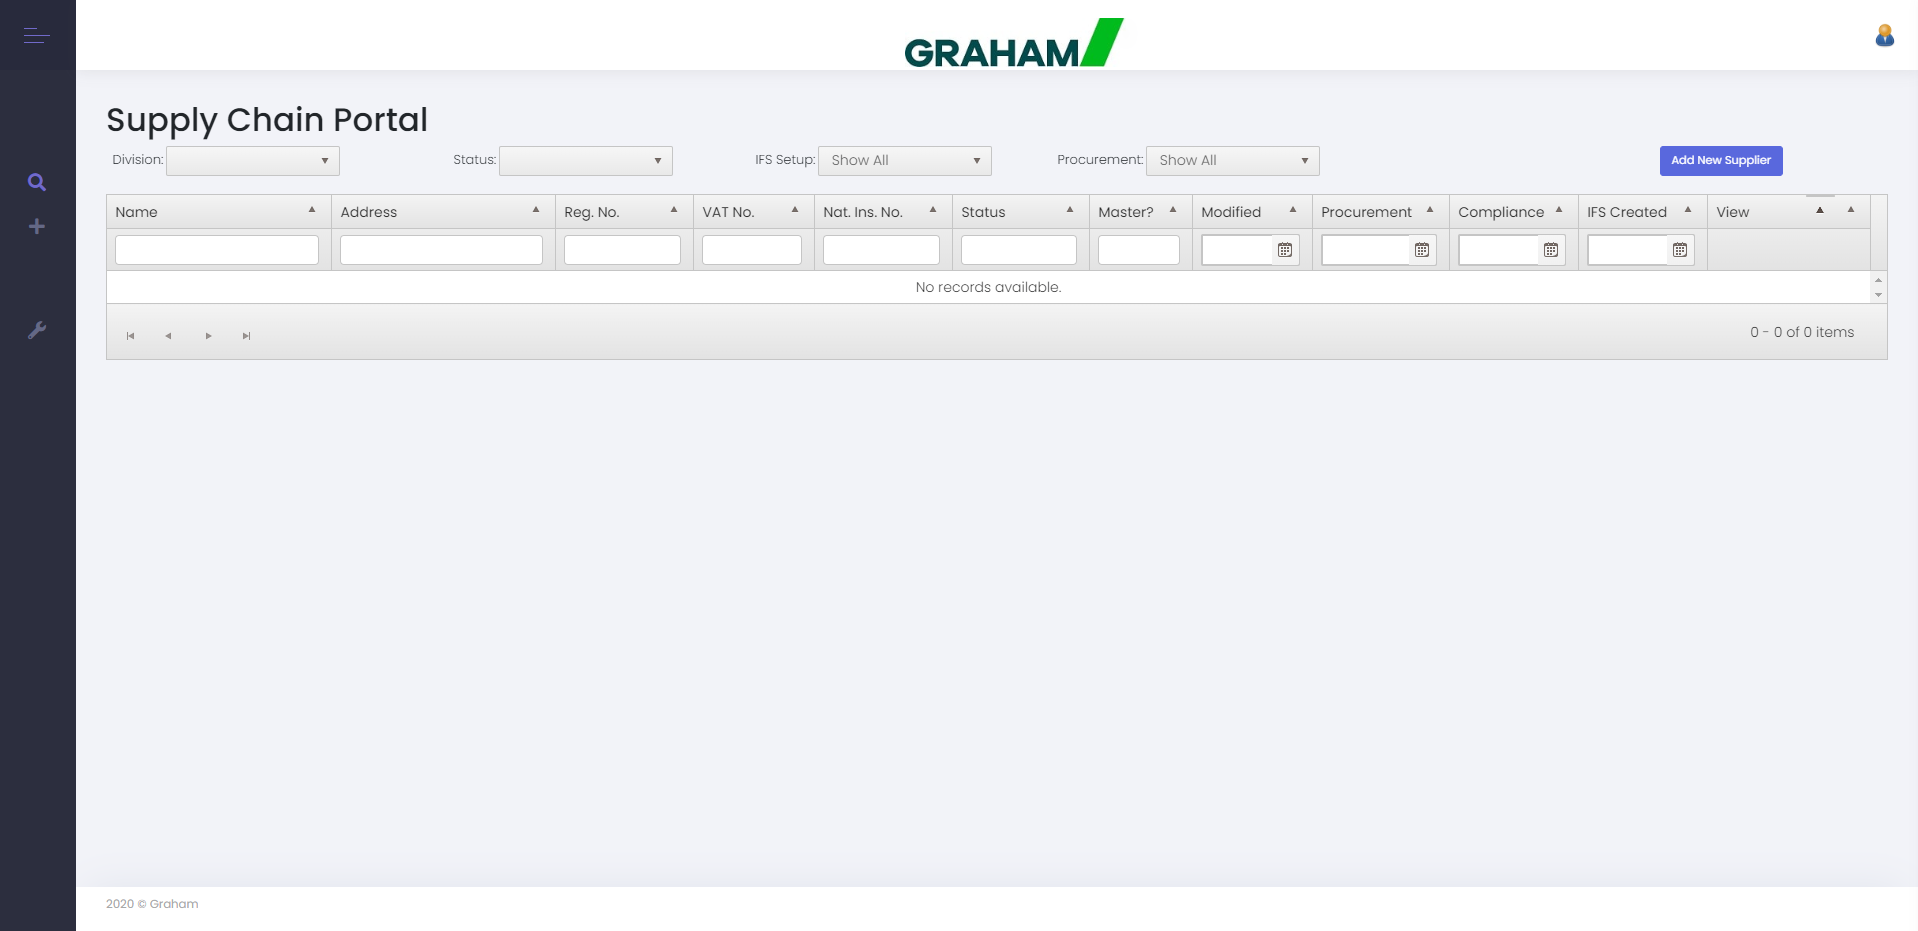 GRAHAM
Supply Chain Portal
Division: Status: IFS Setup: Show All Procurement: Show All Add New Supplier
Name Address Reg. No. VAT No. Nat. Ins. No. Status Master? Modified Procurement Compliance IFS Created View
No records available.
0 - 0 of 0 items
2020 © Graham